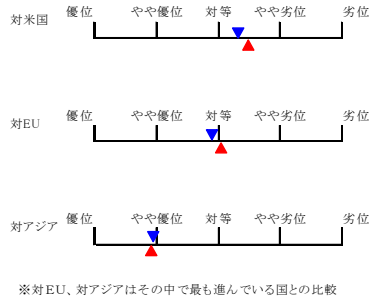 優位 やや優位 対等 やや劣位 劣位
対米国
優位 やや優位 対等 やや劣位 劣位
対EU
優位 やや優位 対等 やや劣位 劣位
対アジア
※対EU、対アジアはその中で最も進んでいる国との比較